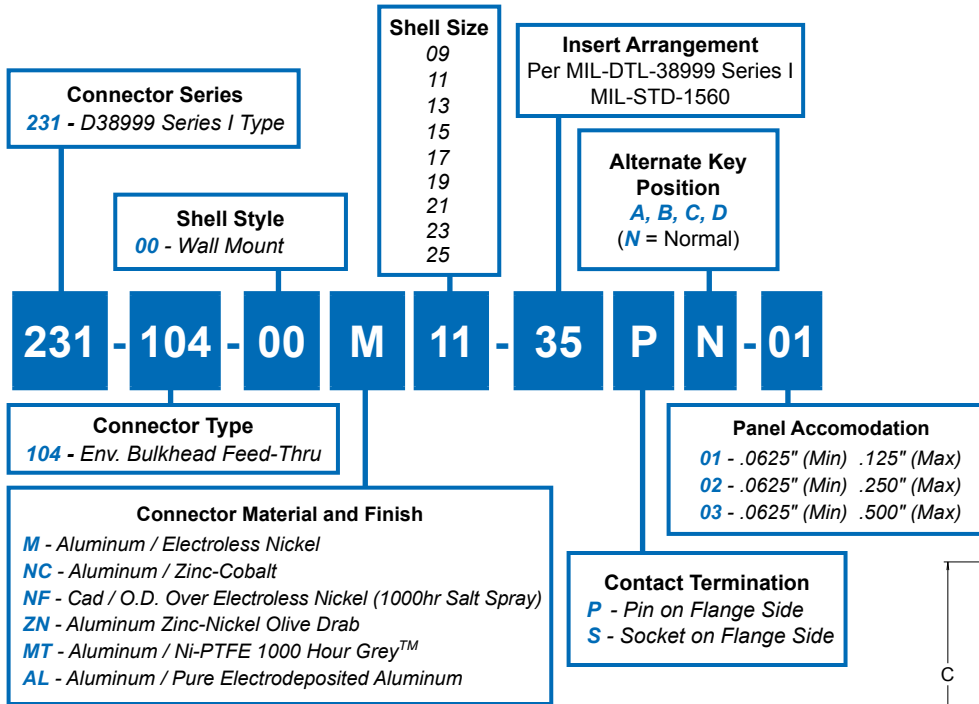 Connector Series
231 - D38999 Series I Type
Shell Style
00 - Wall Mount
Shell Size
09
11
13
15
17
19
21
23
25
Insert Arrangement
Per MIL-DTL-38999 Series I
MIL-STD-1560
Alternate Key
Position
A, B, C, D
(N = Normal)
231 - 104 - 00 M 11 - 35 P N - 01
Connector Type
104 - Env. Bulkhead Feed-Thru
Connector Material and Finish
M - Aluminum / Electroless Nickel
NC - Aluminum / Zinc-Cobalt
NF - Cad / O.D. Over Electroless Nickel (1000hr Salt Spray)
ZN - Aluminum Zinc-Nickel Olive Drab
MT - Aluminum / Ni-PTFE 1000 Hour Grey™
AL - Aluminum / Pure Electrodeposited Aluminum
Contact Termination
P - Pin on Flange Side
S - Socket on Flange Side
Panel Accomodation
01 - .0625" (Min) .125" (Max)
02 - .0625" (Min) .250" (Max)
03 - .0625" (Min) .500" (Max)
C